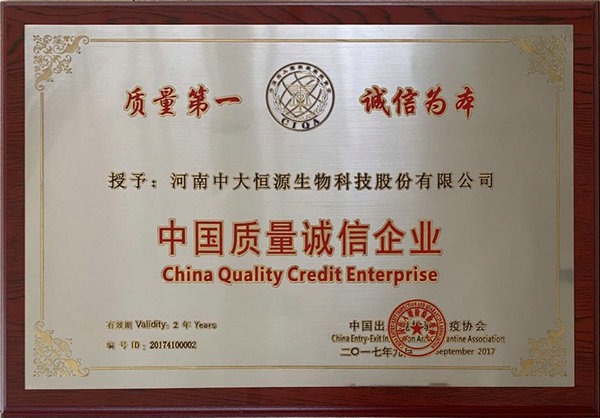 质量第一 CIQA 诚信为本
授予：河南中大恒源生物科技股份有限公司
中国质量诚信企业
China Quality Credit Enterprise
有效期 Validity: 2 年 Years
中国出 疫协会
编 号 ID: 20174100002
China Entry-Exit Association
二〇一七年九 September 2017